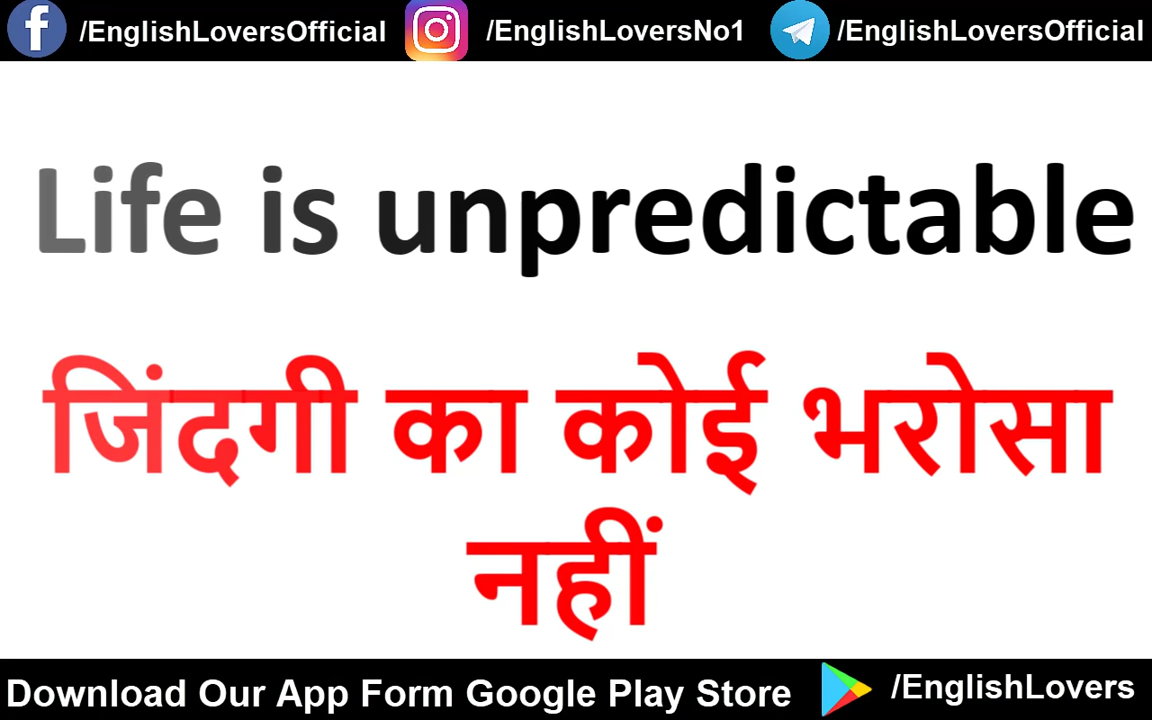 /EnglishLoversOfficial /EnglishLoversNo1 /EnglishLoversOfficial
Life is unpredictable
जिंदगी का कोई भरोसा
नहीं
Download Our App Form Google Play Store /EnglishLovers